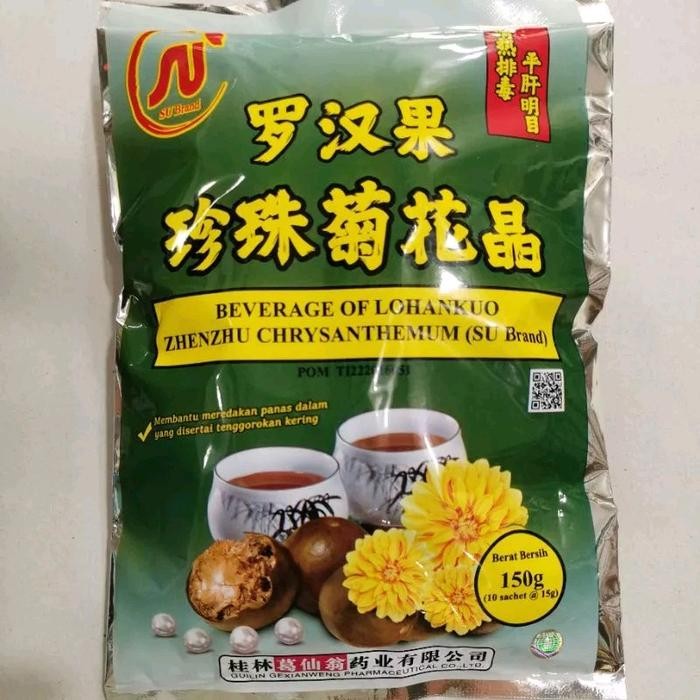 SU Brand
平肝明目
燕排毒
罗汉果
珍珠菊花晶
BEVERAGE OF LOHANKUO
ZHENZHU CHRYSANTHEMUM (SU Brand)
POM
Membantu meredakan panas dalam
yang disertai tenggorokan kering
Berat Bersih
150g
(10 sachet @ 15g)
桂林葛仙翁药业有限公司
GUILIN GEXIANWENG PHARMACEUTICAL CO.,LTD.